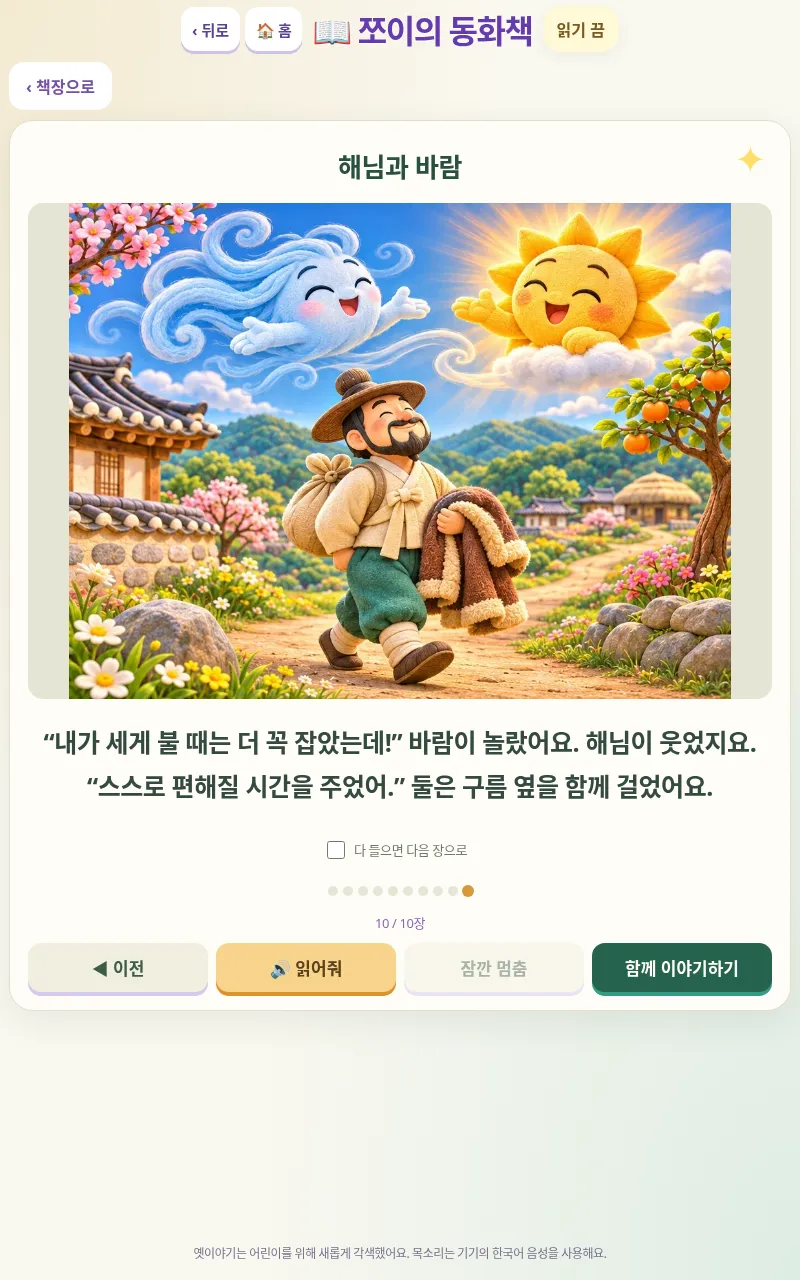 ‹ 뒤로 🏠 홈 📖 쪼이의 동화책 읽기 끝
‹ 책장으로
해님과 바람
“내가 세게 불 때는 더 꼭 잡았는데!” 바람이 놀랐어요. 해님이 웃었지요.
“스스로 편해질 시간을 주었어.” 둘은 구름 옆을 함께 걸었어요.
다 들으면 다음 장으로
10 / 10장
◀ 이전 🔊 읽어줘 잠깐 멈춤 함께 이야기하기
옛이야기는 어린이를 위해 새롭게 각색했어요. 목소리는 기기의 한국어 음성을 사용해요.